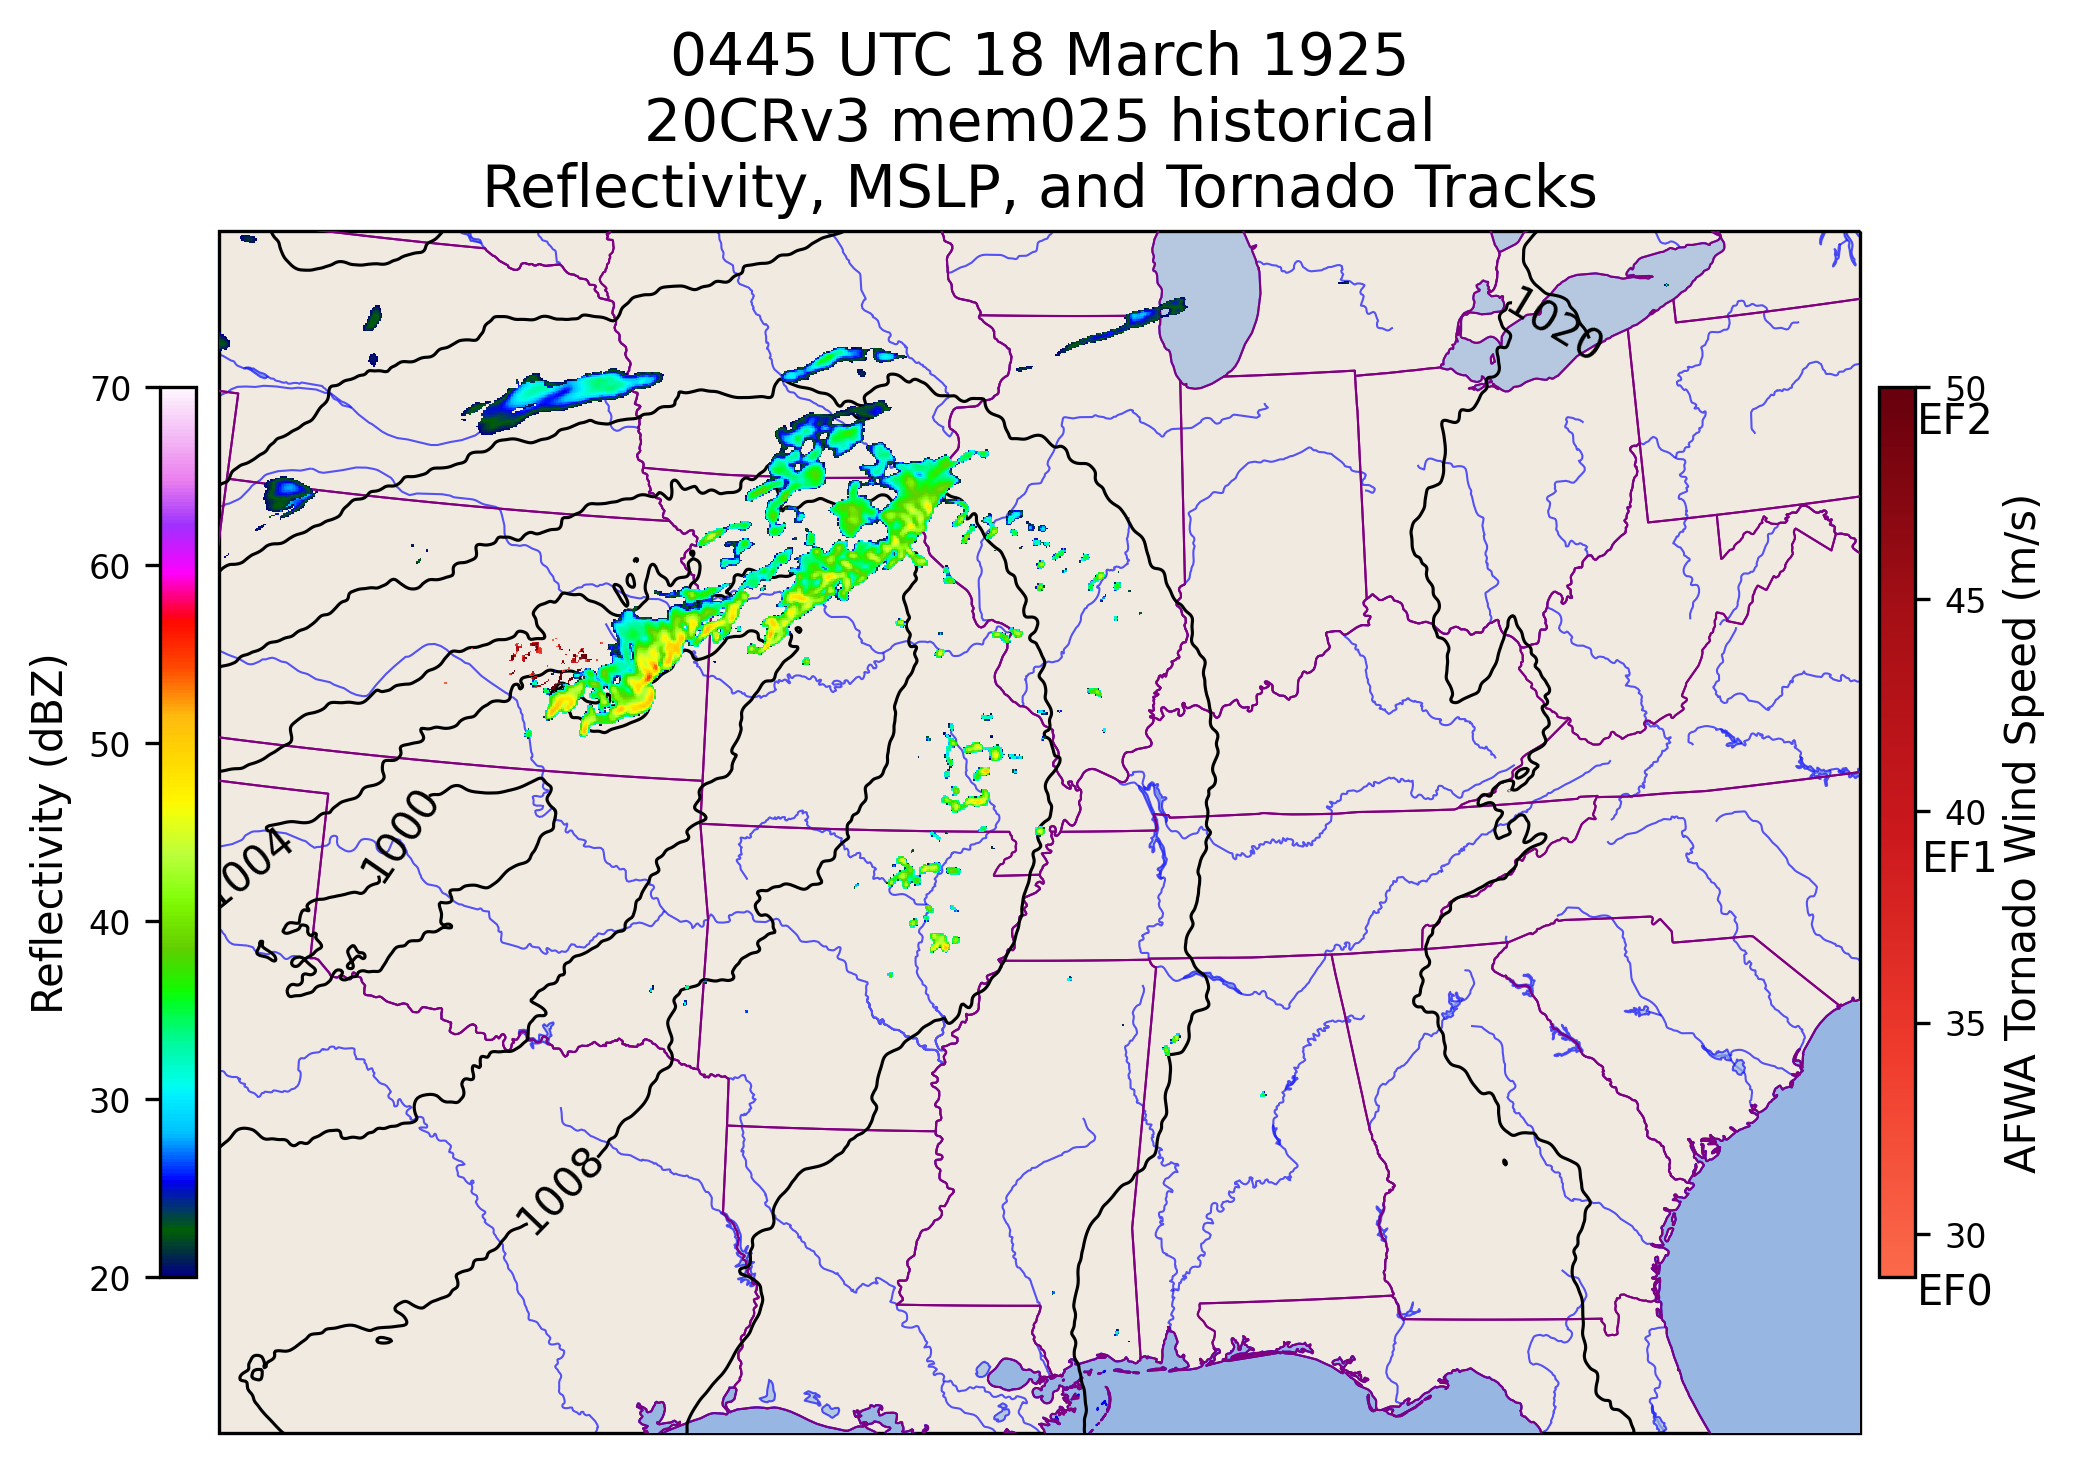 0445 UTC 18 March 1925
20CRv3 mem025 historical
Reflectivity, MSLP, and Tornado Tracks
70
60
50
40
30
20
Reflectivity (dBZ)
1020
1004
1000
1008
50
EF2
45
40
EF1
35
30
EF0
AFWA Tornado Wind Speed (m/s)